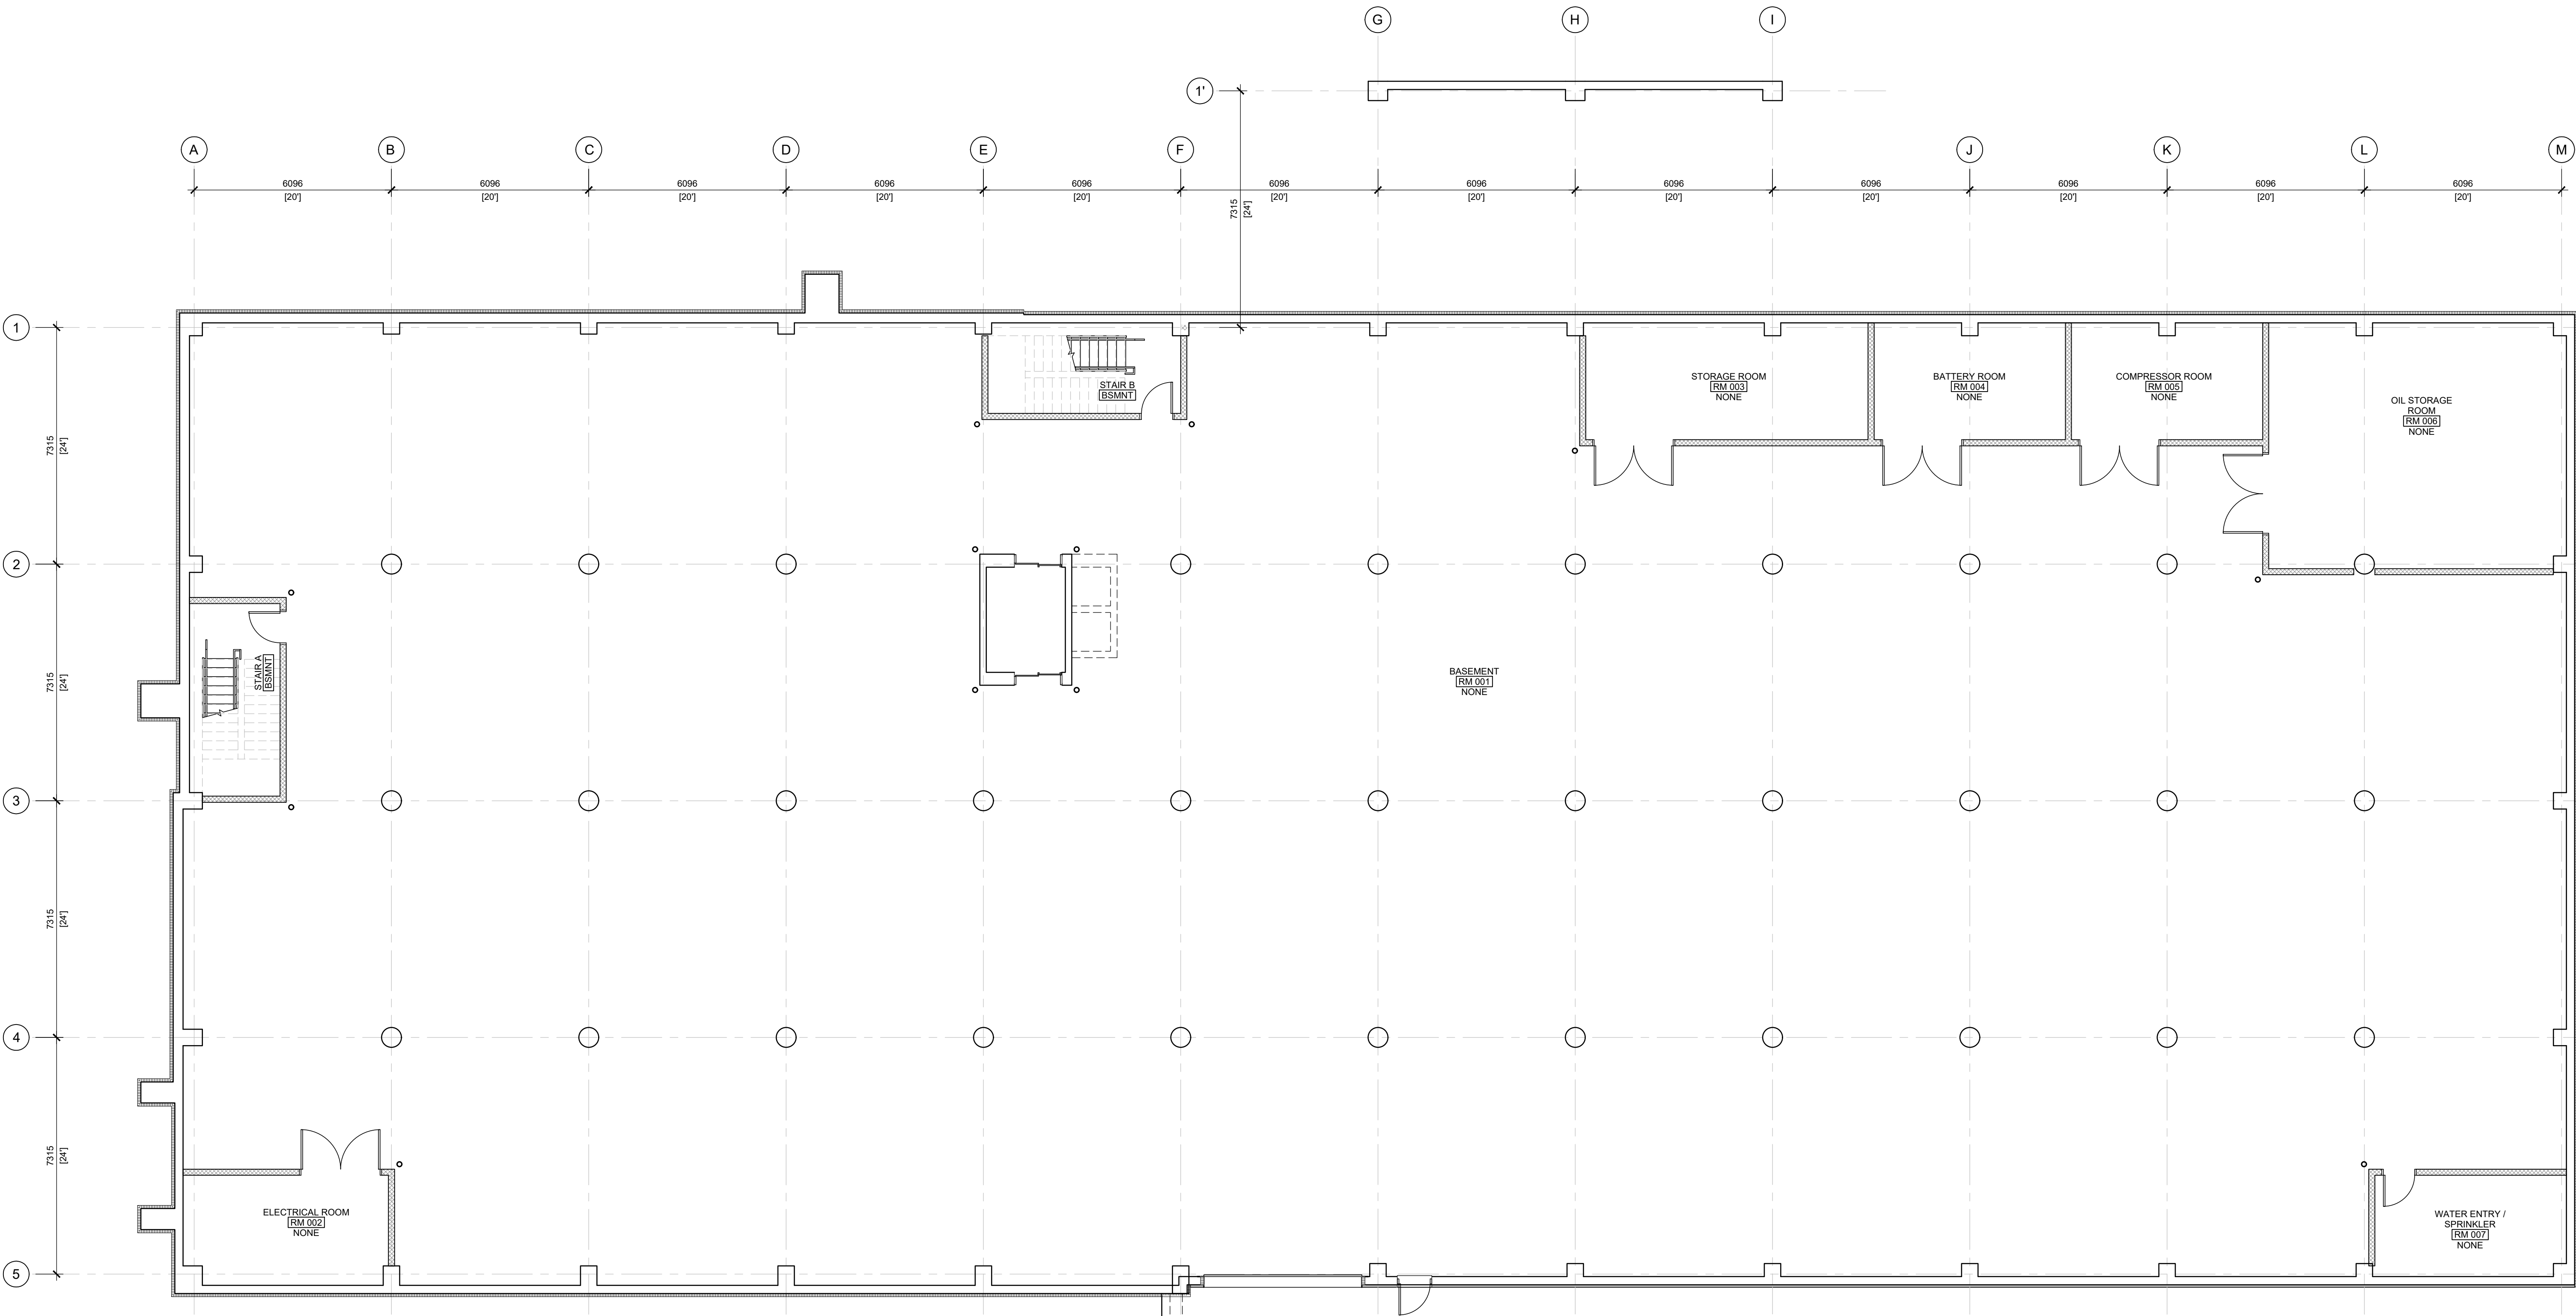 G H I
1'
A B C D E F J K L M
6096 6096 6096 6096 6096 6096 6096 6096 6096 6096 6096 6096
[20'] [20'] [20'] [20'] [20'] [20'] [20'] [20'] [20'] [20'] [20'] [20']
7315
[24']
1
7315
[24']
STAIR B
BSMNT
STORAGE ROOM
RM 003
NONE
BATTERY ROOM
RM 004
NONE
COMPRESSOR ROOM
RM 005
NONE
OIL STORAGE
ROOM
RM 006
NONE
2
7315
[24']
STAIR A
BSMNT
BASEMENT
RM 001
NONE
3
7315
[24']
4
7315
[24']
ELECTRICAL ROOM
RM 002
NONE
WATER ENTRY /
SPRINKLER
RM 007
NONE
5